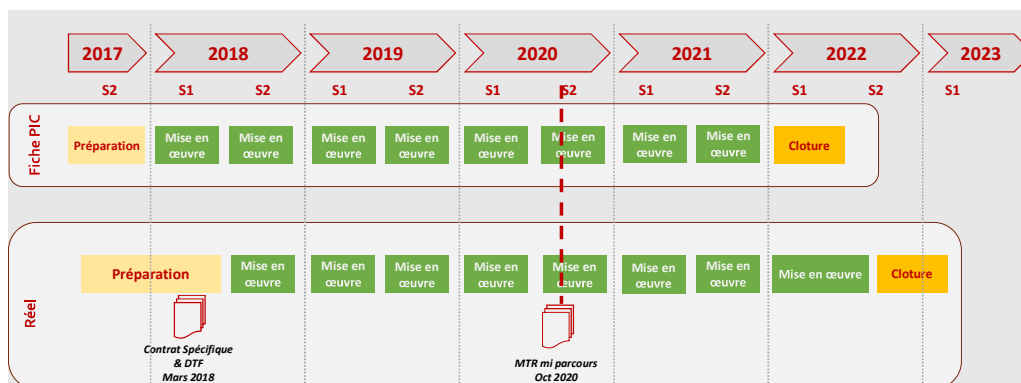 2017 2018 2019 2020 2021 2022 2023
S2 S1 S2 S1 S2 S1 S2 S1 S2 S1 S2 S1
Fiche PIC
Préparation
Mise en
œuvre
Mise en
œuvre
Mise en
œuvre
Mise en
œuvre
Mise en
œuvre
Mise en
œuvre
Mise en
œuvre
Mise en
œuvre
Cloture
Réel
Préparation
Mise en
œuvre
Mise en
œuvre
Mise en
œuvre
Mise en
œuvre
Mise en
œuvre
Mise en
œuvre
Mise en
œuvre
Mise en œuvre
Cloture
Contrat Spécifique
& DTF
Mars 2018
MTR mi parcours
Oct 2020